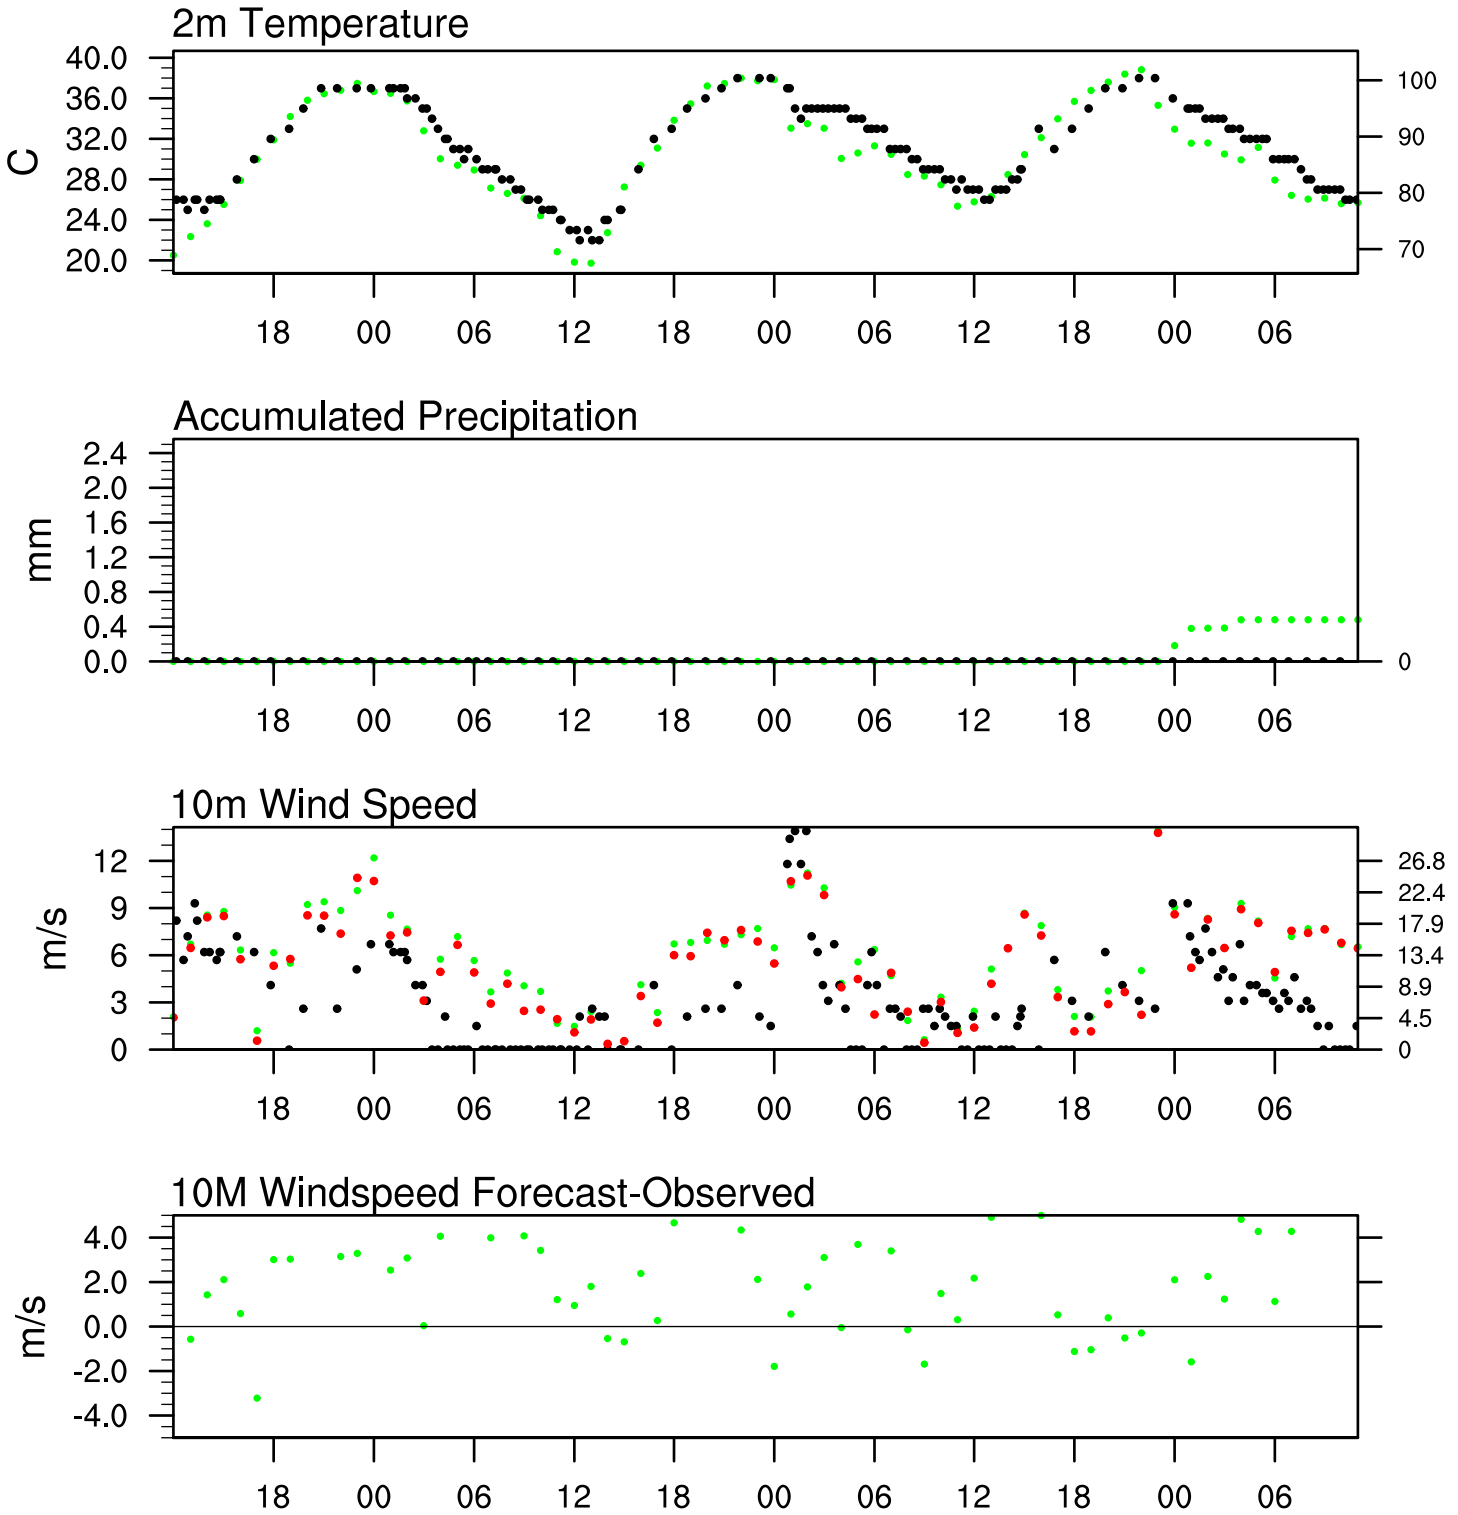 2m Temperature
40.0
36.0
32.0
28.0
24.0
20.0
C
100
90
80
70
18 00 06 12 18 00 06 12 18 00 06
Accumulated Precipitation
2.4
2.0
1.6
1.2
0.8
0.4
0.0
mm
0
18 00 06 12 18 00 06 12 18 00 06
10m Wind Speed
12
9
6
3
0
m/s
26.8
22.4
17.9
13.4
8.9
4.5
0
18 00 06 12 18 00 06 12 18 00 06
10M Windspeed Forecast-Observed
4.0
2.0
0.0
-2.0
-4.0
m/s
18 00 06 12 18 00 06 12 18 00 06